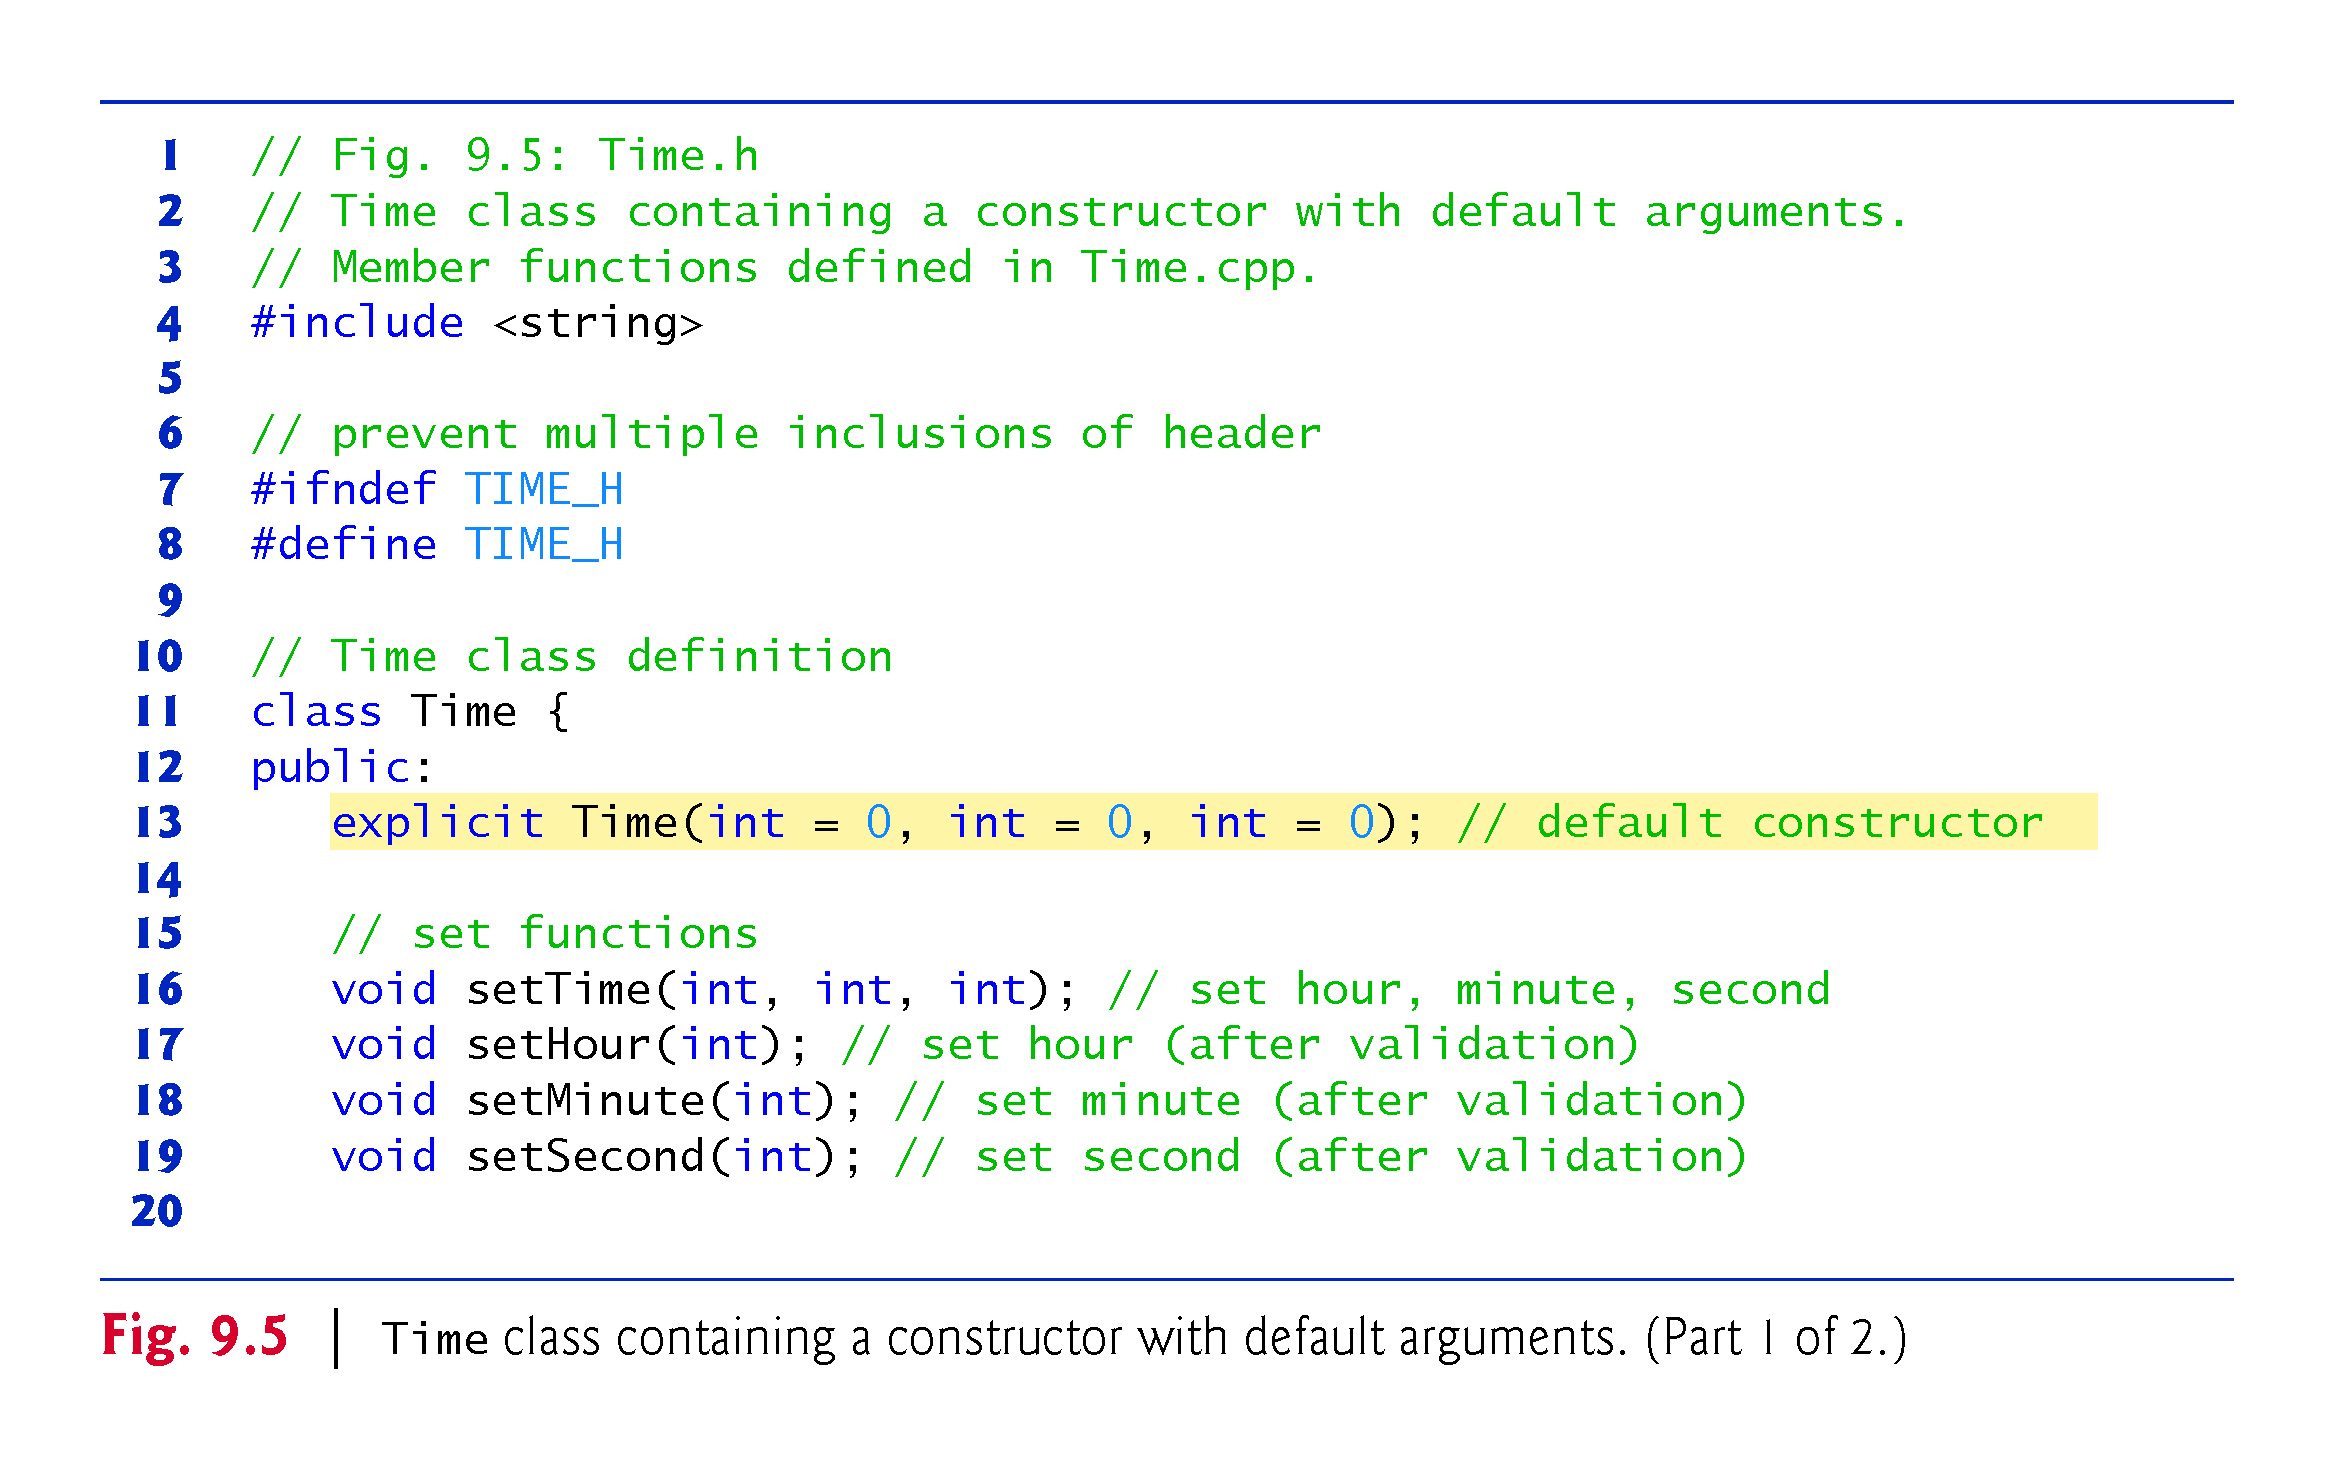 1 // Fig. 9.5: Time.h
2 // Time class containing a constructor with default arguments.
3 // Member functions defined in Time.cpp.
4 #include <string>
5
6 // prevent multiple inclusions of header
7 #ifndef TIME_H
8 #define TIME_H
9
10 // Time class definition
11 class Time {
12 public:
13 explicit Time(int = 0, int = 0, int = 0); // default constructor
14
15 // set functions
16 void setTime(int, int, int); // set hour, minute, second
17 void setHour(int); // set hour (after validation)
18 void setMinute(int); // set minute (after validation)
19 void setSecond(int); // set second (after validation)
20
Fig. 9.5 | Time class containing a constructor with default arguments. (Part 1 of 2.)